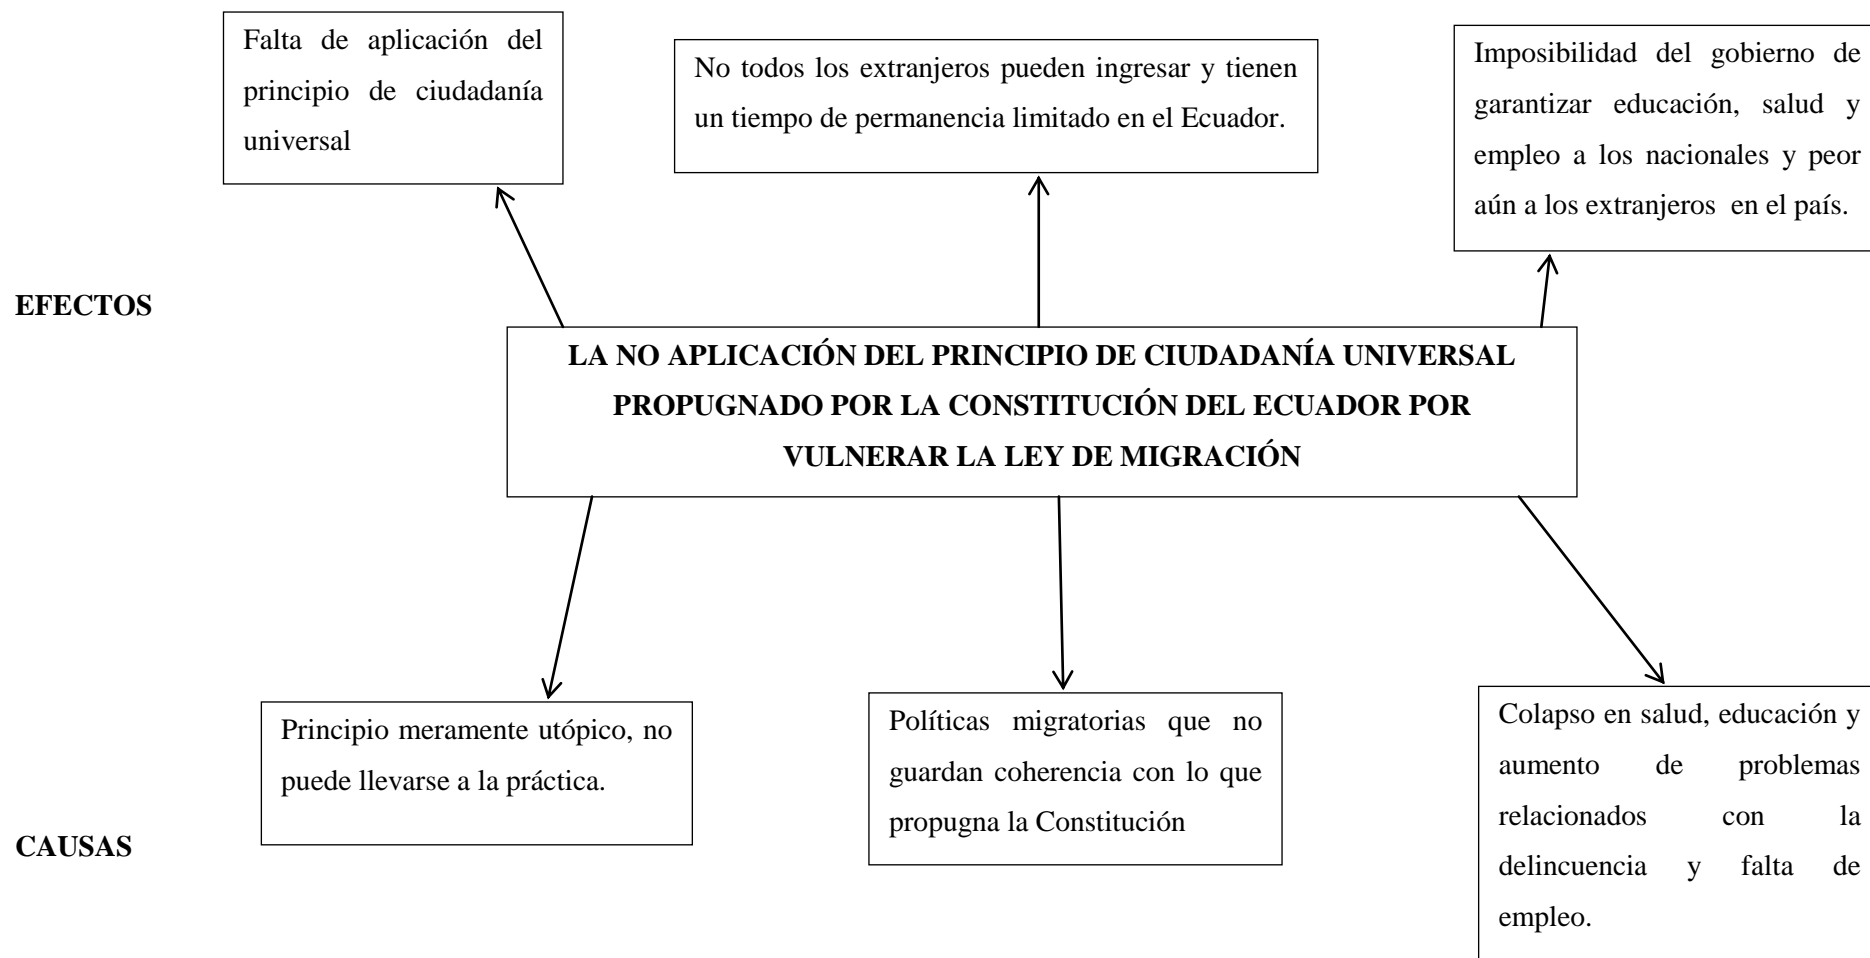 Falta de aplicación del
principio de ciudadanía
universal
No todos los extranjeros pueden ingresar y tienen
un tiempo de permanencia limitado en el Ecuador.
Imposibilidad del gobierno de
garantizar educación, salud y
empleo a los nacionales y peor
aún a los extranjeros en el país.
EFECTOS
LA NO APLICACIÓN DEL PRINCIPIO DE CIUDADANÍA UNIVERSAL
PROPUGNADO POR LA CONSTITUCIÓN DEL ECUADOR POR
VULNERAR LA LEY DE MIGRACIÓN
Principio meramente utópico, no
puede llevarse a la práctica.
Políticas migratorias que no
guardan coherencia con lo que
propugna la Constitución
Colapso en salud, educación y
aumento de problemas
relacionados con la
delincuencia y falta de
empleo.
CAUSAS